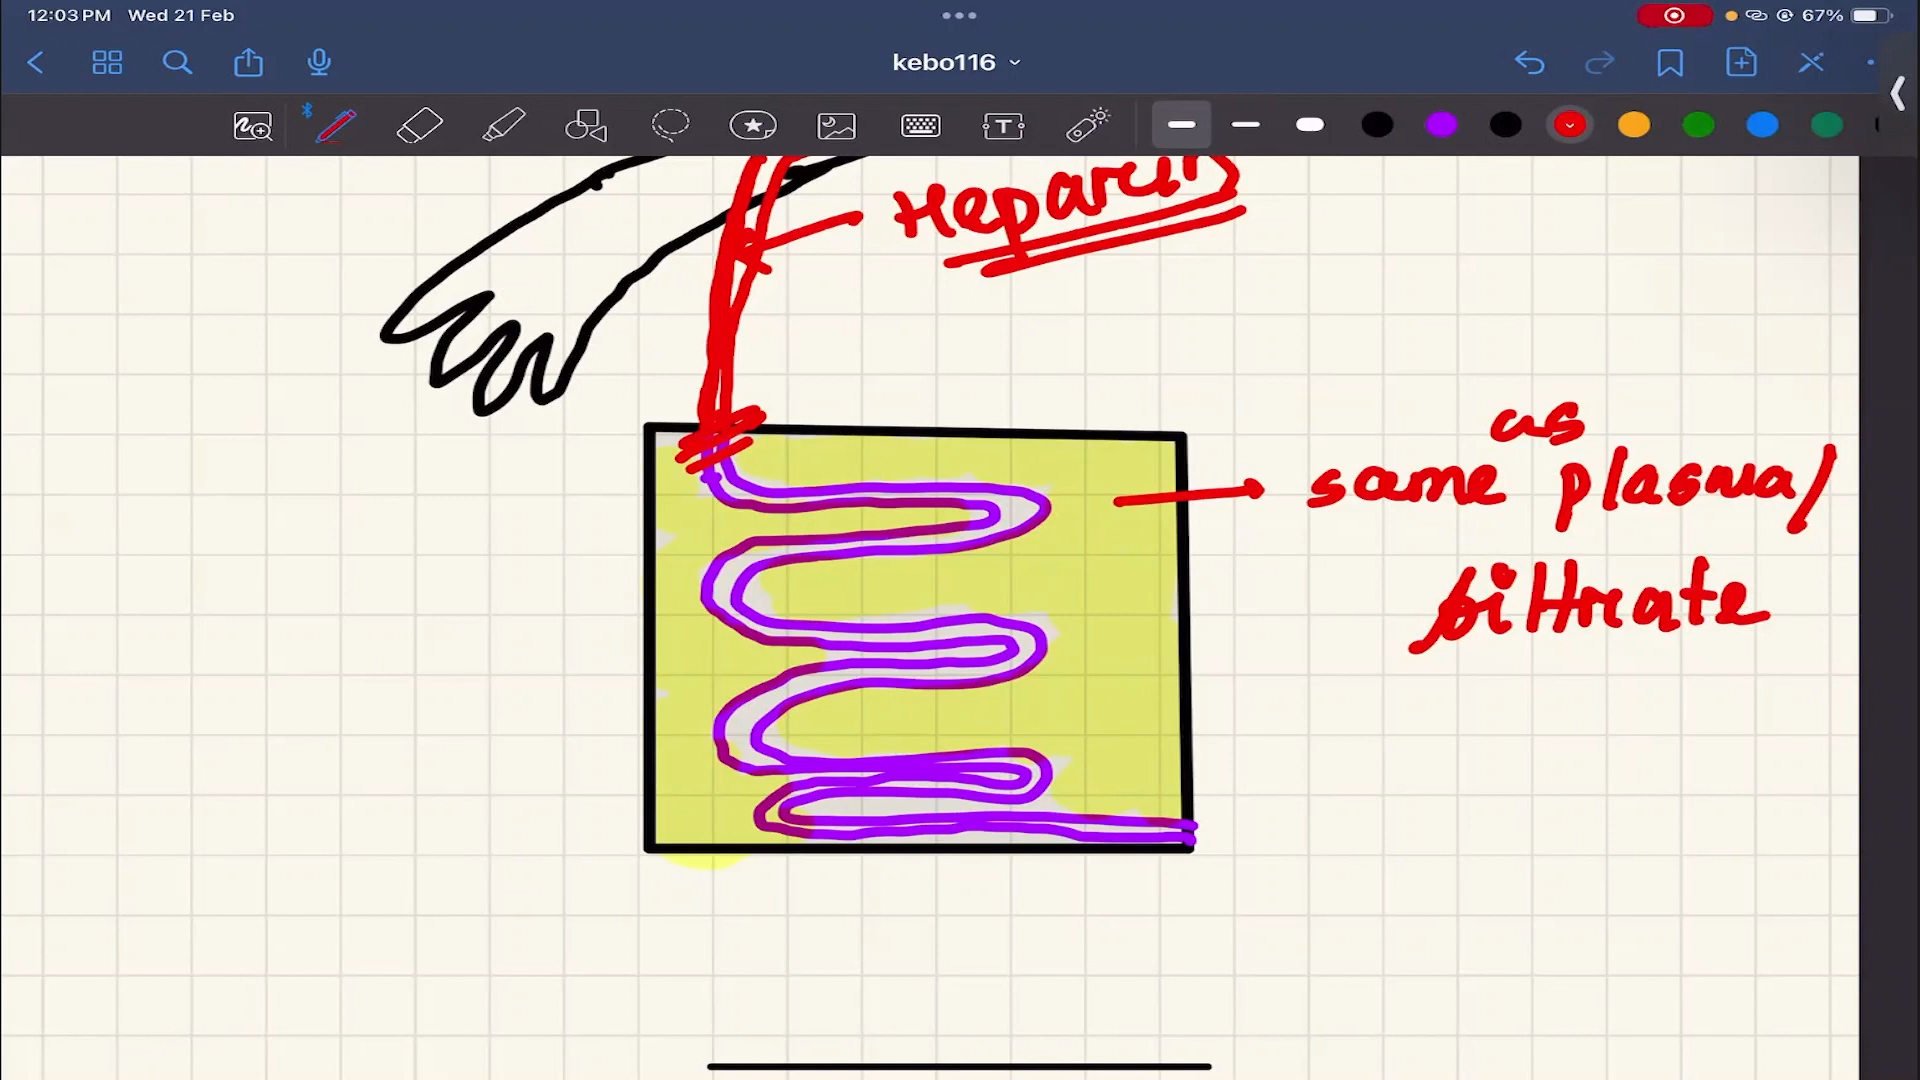 12:03 PM Wed 21 Feb
67%
kebo116
T
Heparin
as
same plasma/
filtrate